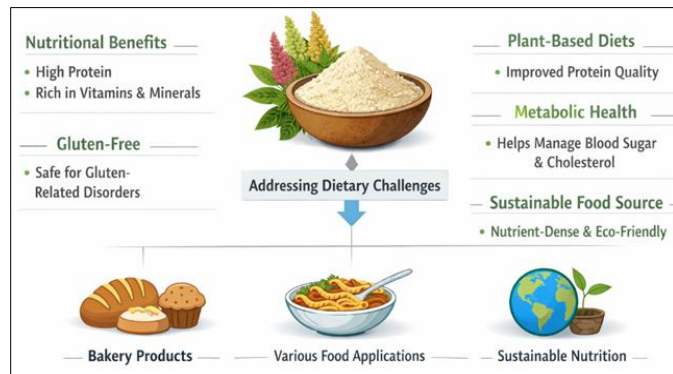 Nutritional Benefits
• High Protein
• Rich in Vitamins & Minerals
Gluten-Free
• Safe for Gluten-
Related Disorders
Plant-Based Diets
• Improved Protein Quality
Metabolic Health
• Helps Manage Blood Sugar
& Cholesterol
Sustainable Food Source
• Nutrient-Dense & Eco-Friendly
Addressing Dietary Challenges
Bakery Products
Various Food Applications
Sustainable Nutrition